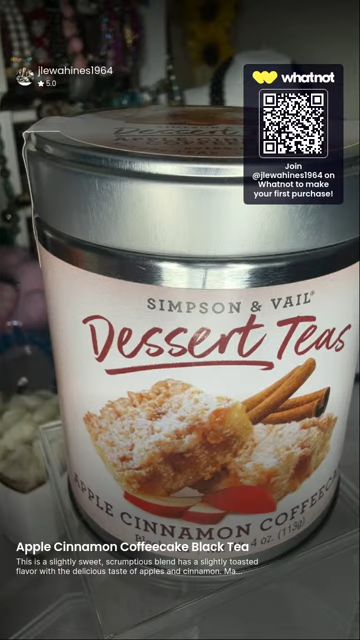 jlewahines1964
★ 5.0
whatnot
Join
@jlewahines1964 on
Whatnot to make
your first purchase!
Dessert
SIMPSON & VAIL®
Dessert Teas
APPLE CINNAMON COFFEECA
4 oz. (113g)
Apple Cinnamon Coffeecake Black Tea
This is a slightly sweet, scrumptious blend has a slightly toasted
flavor with the delicious taste of apples and cinnamon. Ma...